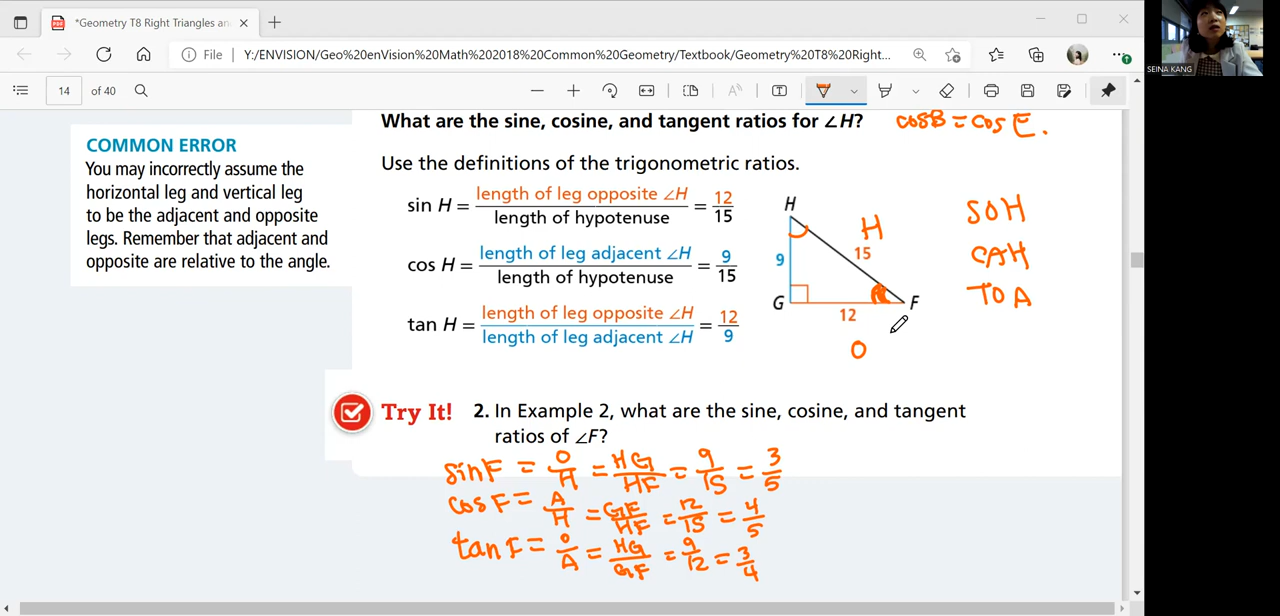 *Geometry T8 Right Triangles an
SEINA KANG
File Y:/ENVISION/Geo%20enVision%20Math%202018%20Common%20Geometry/Textbook/Geometry%20T8%20Right...
14 of 40
What are the sine, cosine, and tangent ratios for ∠H?
cosB = cos E.
COMMON ERROR
You may incorrectly assume the
horizontal leg and vertical leg
to be the adjacent and opposite
legs. Remember that adjacent and
opposite are relative to the angle.
Use the definitions of the trigonometric ratios.
sin H = length of leg opposite ∠H / length of hypotenuse = 12/15
cos H = length of leg adjacent ∠H / length of hypotenuse = 9/15
tan H = length of leg opposite ∠H / length of leg adjacent ∠H = 12/9
H
H
15
9
G
F
12
O
SOH
CAH
TOA
Try It! 2. In Example 2, what are the sine, cosine, and tangent
ratios of ∠F?
sinF = O/H = HG/HF = 9/15 = 3/5
cosF = A/H = GF/HF = 12/15 = 4/5
tanF = O/A = HG/GF = 9/12 = 3/4